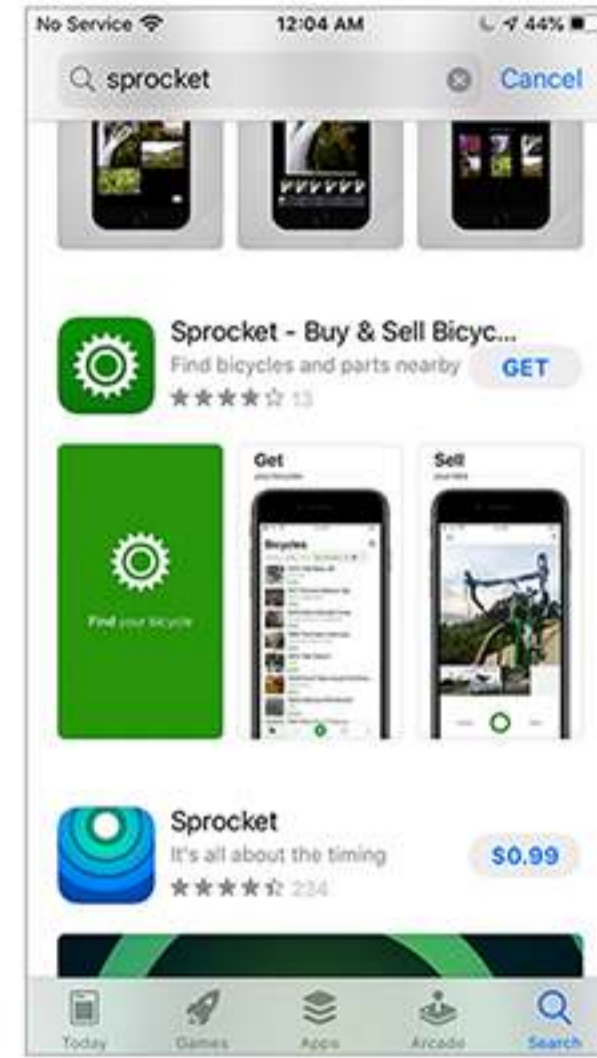 No Service 12:04 AM 44%
sprocket Cancel
Sprocket - Buy & Sell Bicyc...
Find bicycles and parts nearby
GET
13
Get
Sell
Bicycles
Find your bicycle
Sprocket
It's all about the timing
$0.99
234
Today Games Apps Arcade Search